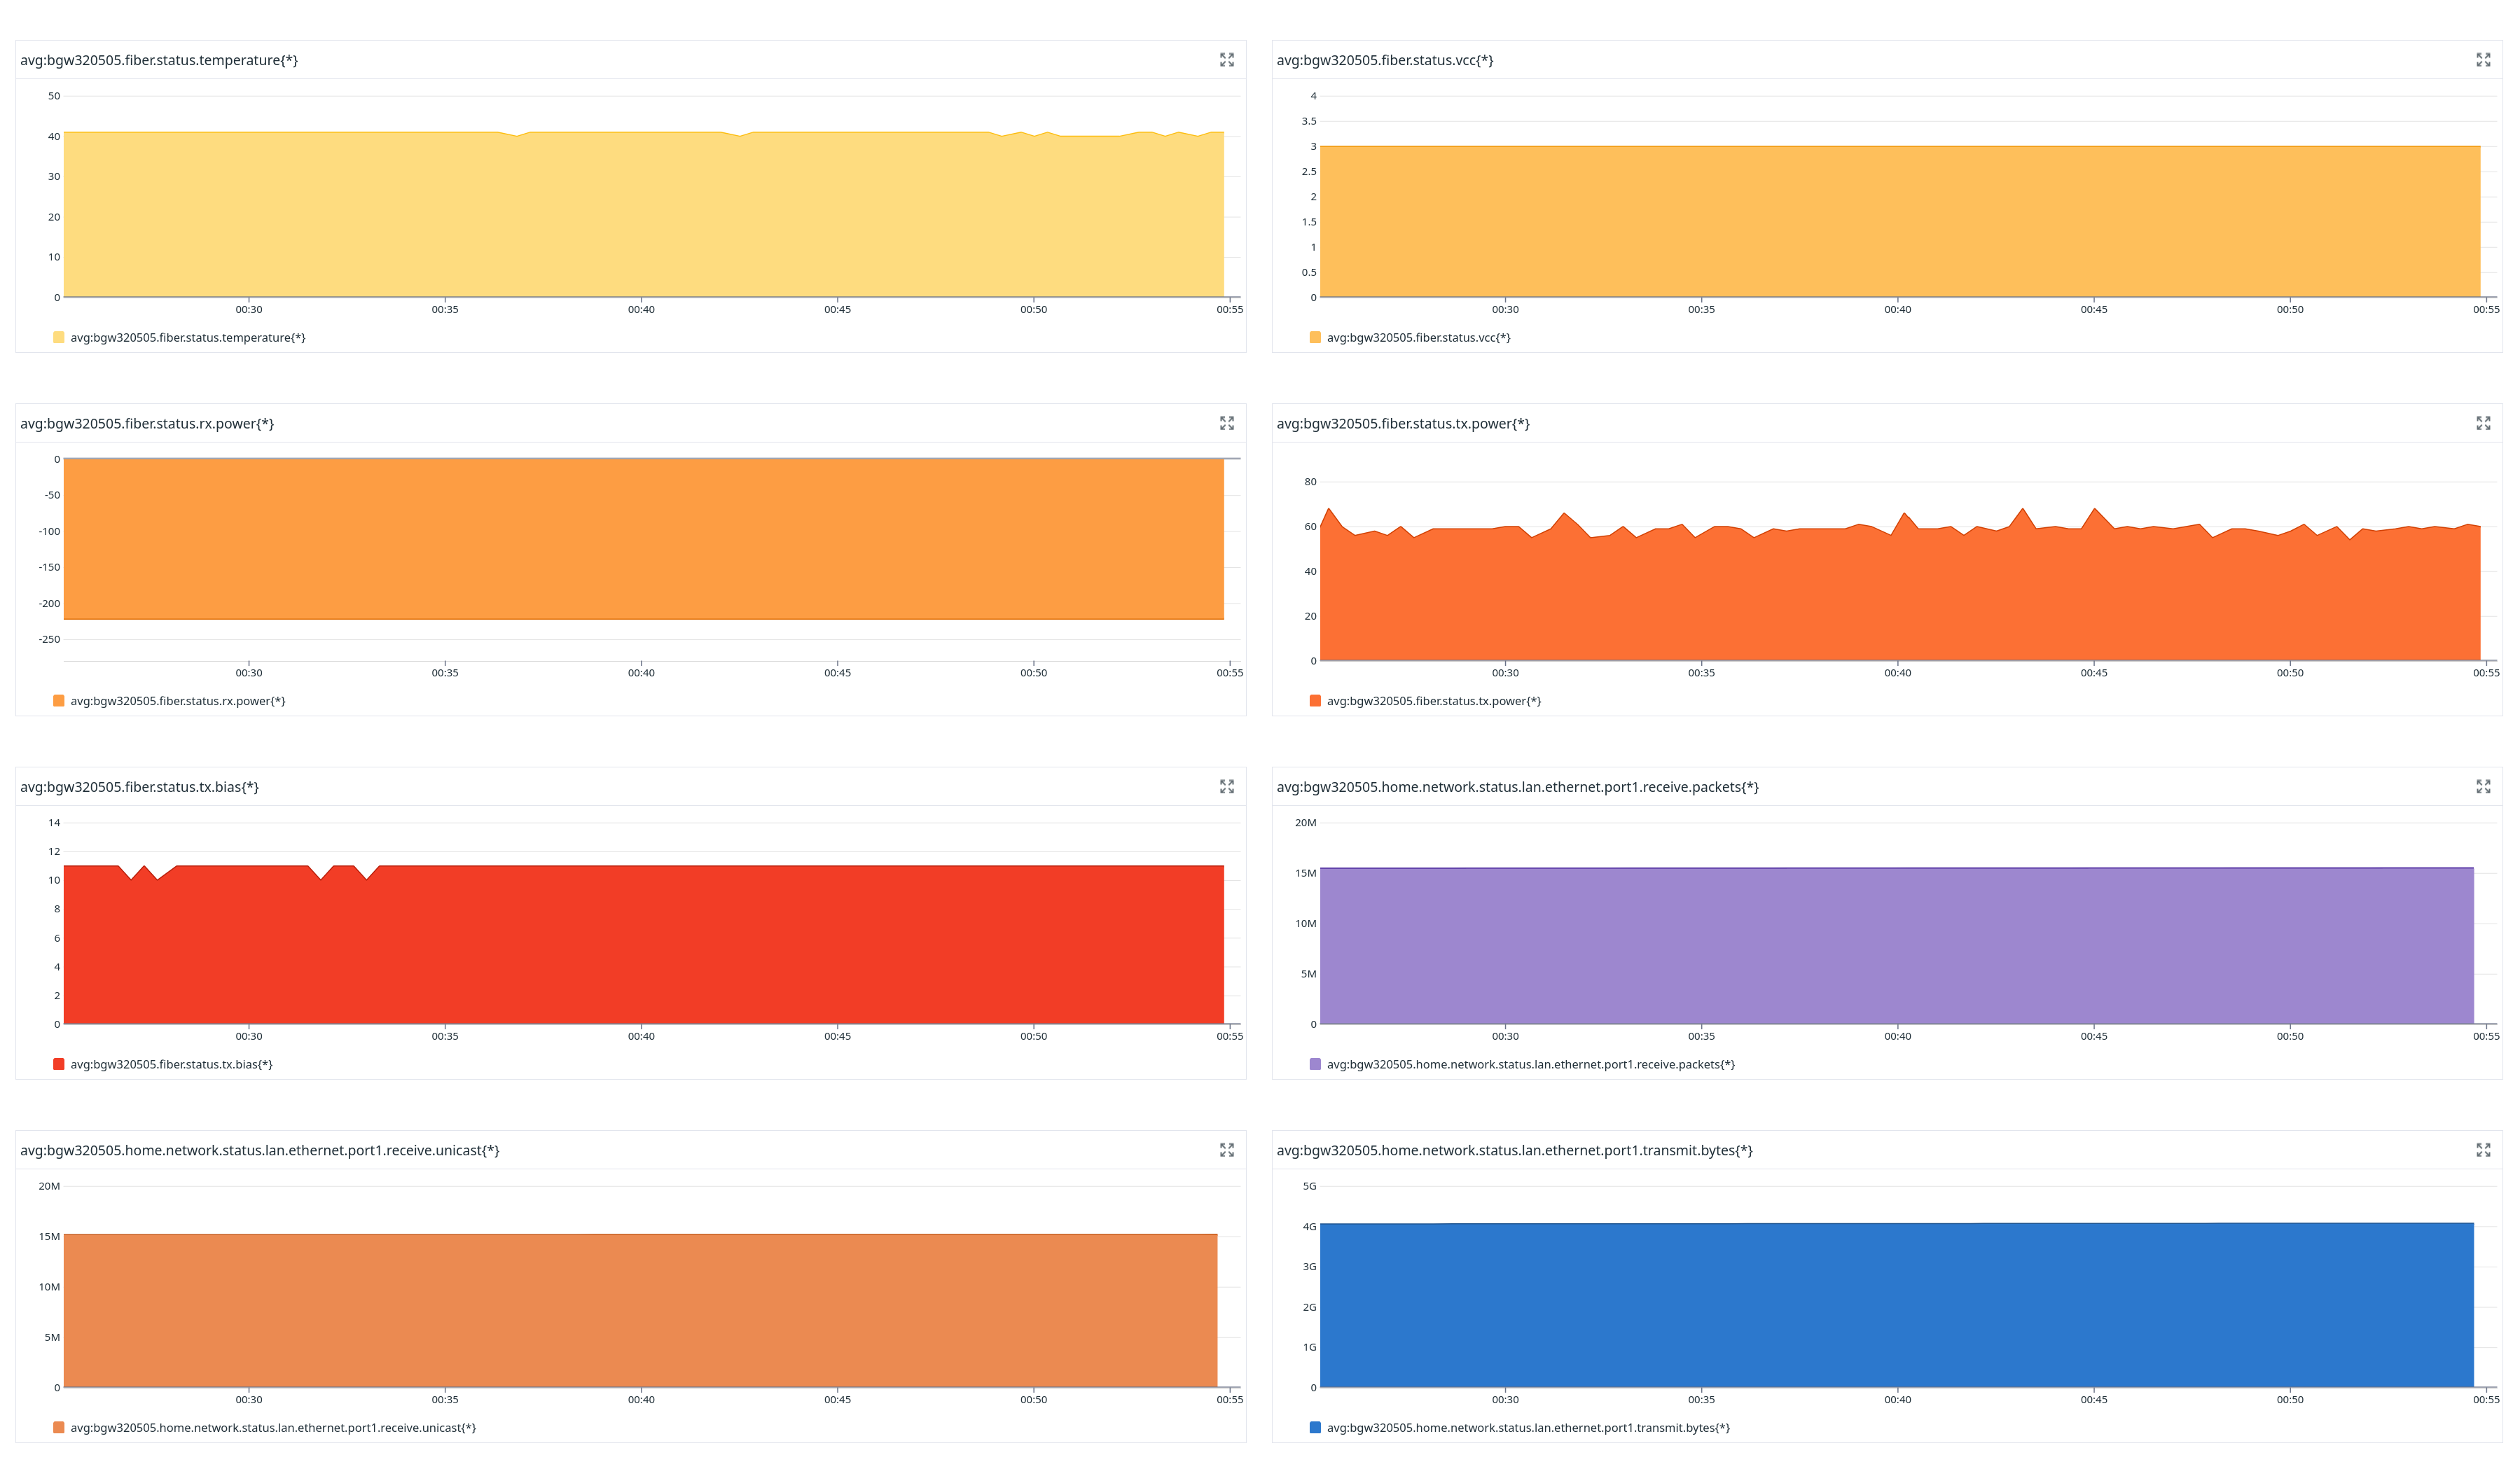 avg:bgw320505.fiber.status.temperature{*}
50
40
30
20
10
0
00:30 00:35 00:40 00:45 00:50 00:55
avg:bgw320505.fiber.status.temperature{*}
avg:bgw320505.fiber.status.vcc{*}
4
3.5
3
2.5
2
1.5
1
0.5
0
00:30 00:35 00:40 00:45 00:50 00:55
avg:bgw320505.fiber.status.vcc{*}
avg:bgw320505.fiber.status.rx.power{*}
0
-50
-100
-150
-200
-250
00:30 00:35 00:40 00:45 00:50 00:55
avg:bgw320505.fiber.status.rx.power{*}
avg:bgw320505.fiber.status.tx.power{*}
80
60
40
20
0
00:30 00:35 00:40 00:45 00:50 00:55
avg:bgw320505.fiber.status.tx.power{*}
avg:bgw320505.fiber.status.tx.bias{*}
14
12
10
8
6
4
2
0
00:30 00:35 00:40 00:45 00:50 00:55
avg:bgw320505.fiber.status.tx.bias{*}
avg:bgw320505.home.network.status.lan.ethernet.port1.receive.packets{*}
20M
15M
10M
5M
0
00:30 00:35 00:40 00:45 00:50 00:55
avg:bgw320505.home.network.status.lan.ethernet.port1.receive.packets{*}
avg:bgw320505.home.network.status.lan.ethernet.port1.receive.unicast{*}
20M
15M
10M
5M
0
00:30 00:35 00:40 00:45 00:50 00:55
avg:bgw320505.home.network.status.lan.ethernet.port1.receive.unicast{*}
avg:bgw320505.home.network.status.lan.ethernet.port1.transmit.bytes{*}
5G
4G
3G
2G
1G
0
00:30 00:35 00:40 00:45 00:50 00:55
avg:bgw320505.home.network.status.lan.ethernet.port1.transmit.bytes{*}